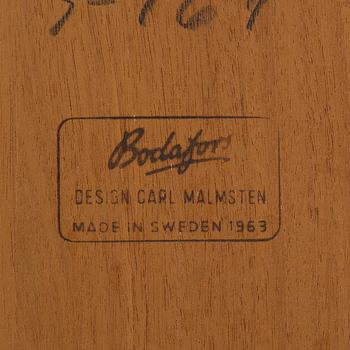 Bodafors
DESIGN CARL MALMSTEN
MADE IN SWEDEN 1963